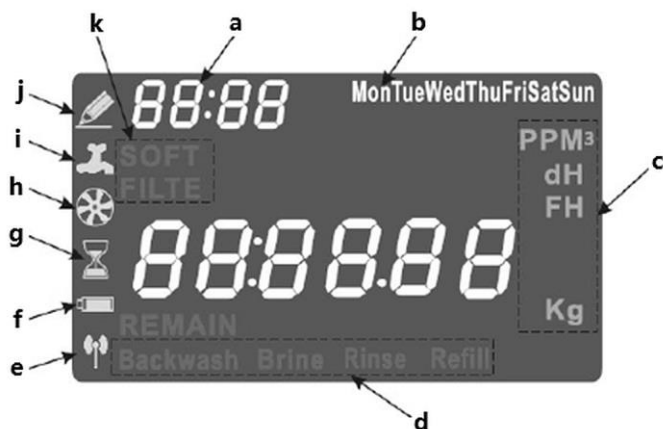 k a b
j
88:88 MonTueWedThuFriSatSun
i
SOFT
PPM3
FILTE
dH
c
h
FH
g
88:88.88
f
Kg
REMAIN
e
Backwash Brine Rinse Refill
d